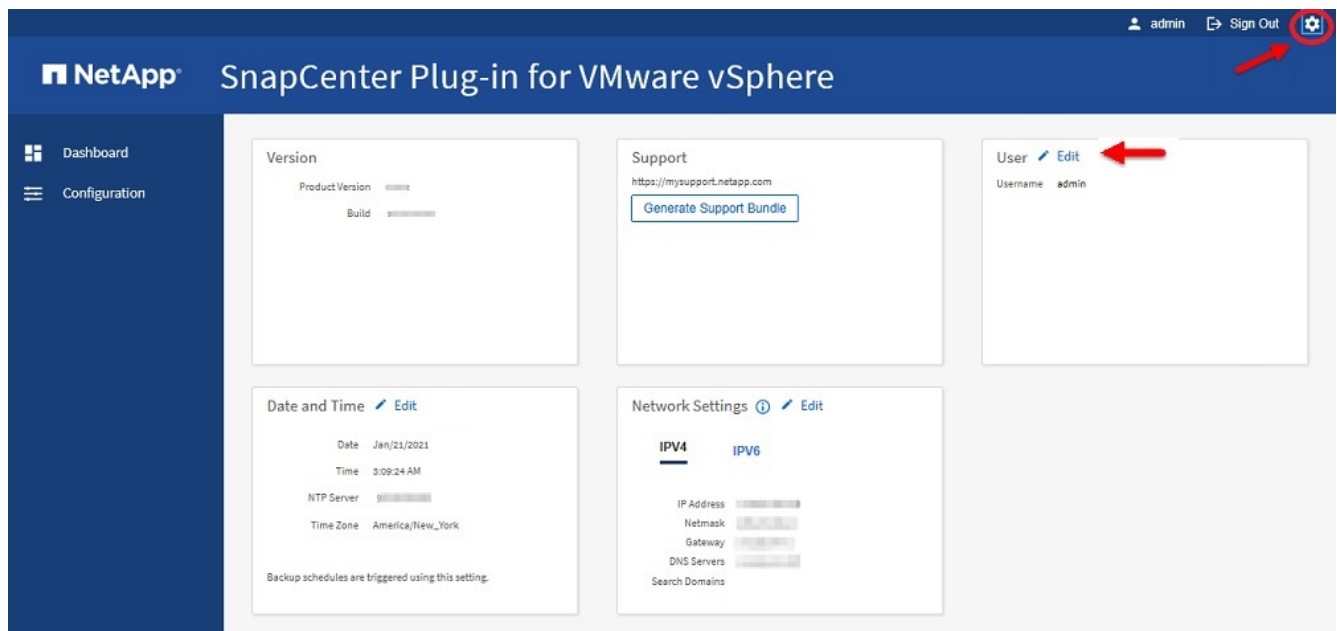 admin Sign Out
NetApp SnapCenter Plug-in for VMware vSphere
Dashboard
Configuration
Version
Product Version
Build
Support
https://mysupport.netapp.com
Generate Support Bundle
User Edit
Username admin
Date and Time Edit
Date Jan/21/2021
Time 3:09:24 AM
NTP Server
Time Zone America/New_York
Backup schedules are triggered using this setting.
Network Settings Edit
IPV4 IPV6
IP Address
Netmask
Gateway
DNS Servers
Search Domains